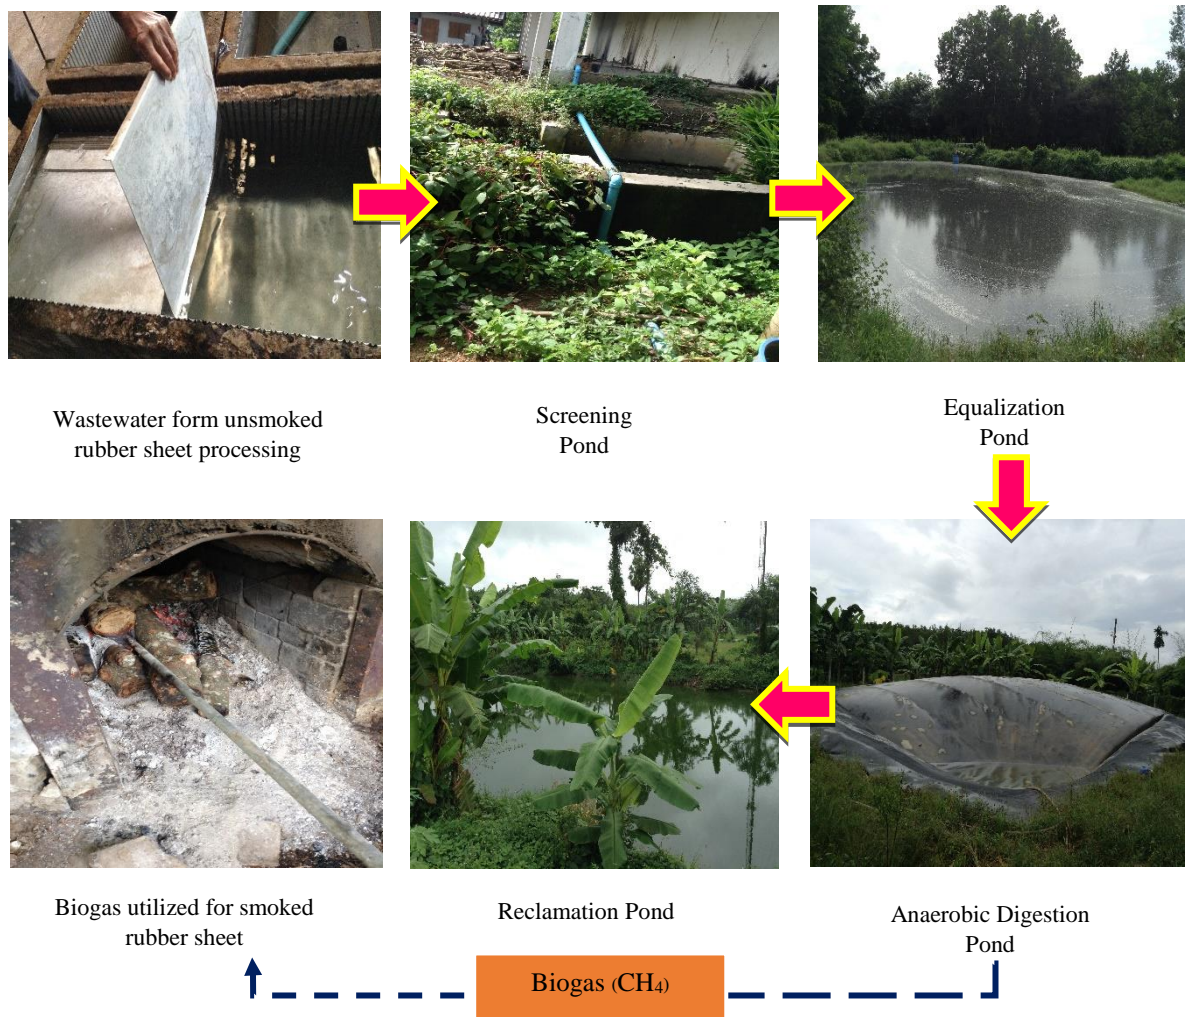 Wastewater form unsmoked
rubber sheet processing
Screening
Pond
Equalization
Pond
Biogas utilized for smoked
rubber sheet
Reclamation Pond
Anaerobic Digestion
Pond
Biogas (CH₄)